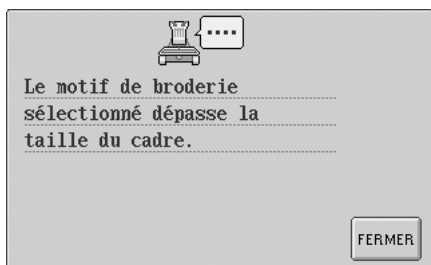 ....
Le motif de broderie
sélectionné dépasse la
taille du cadre.
FERMER